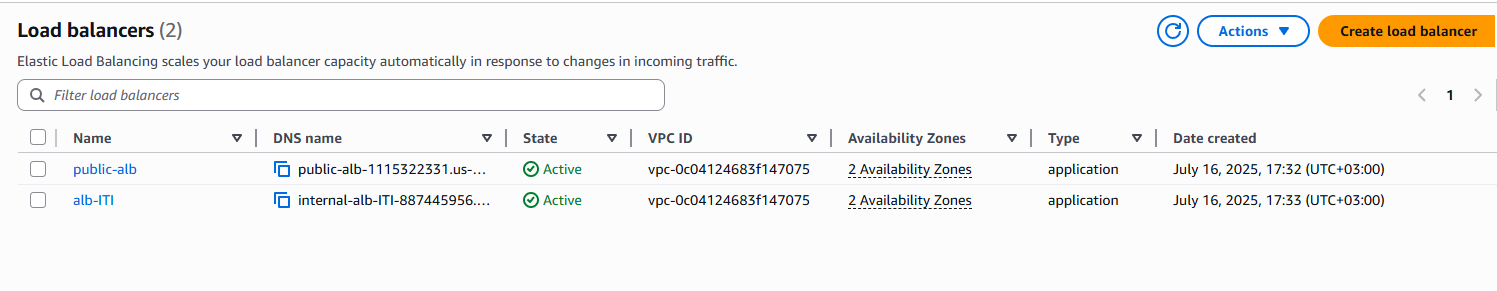 Load balancers (2)
Actions
Create load balancer
Elastic Load Balancing scales your load balancer capacity automatically in response to changes in incoming traffic.
Filter load balancers
1
Name DNS name State VPC ID Availability Zones Type Date created
public-alb public-alb-1115322331.us-... Active vpc-0c04124683f147075 2 Availability Zones application July 16, 2025, 17:32 (UTC+03:00)
alb-ITI internal-alb-ITI-887445956.... Active vpc-0c04124683f147075 2 Availability Zones application July 16, 2025, 17:33 (UTC+03:00)